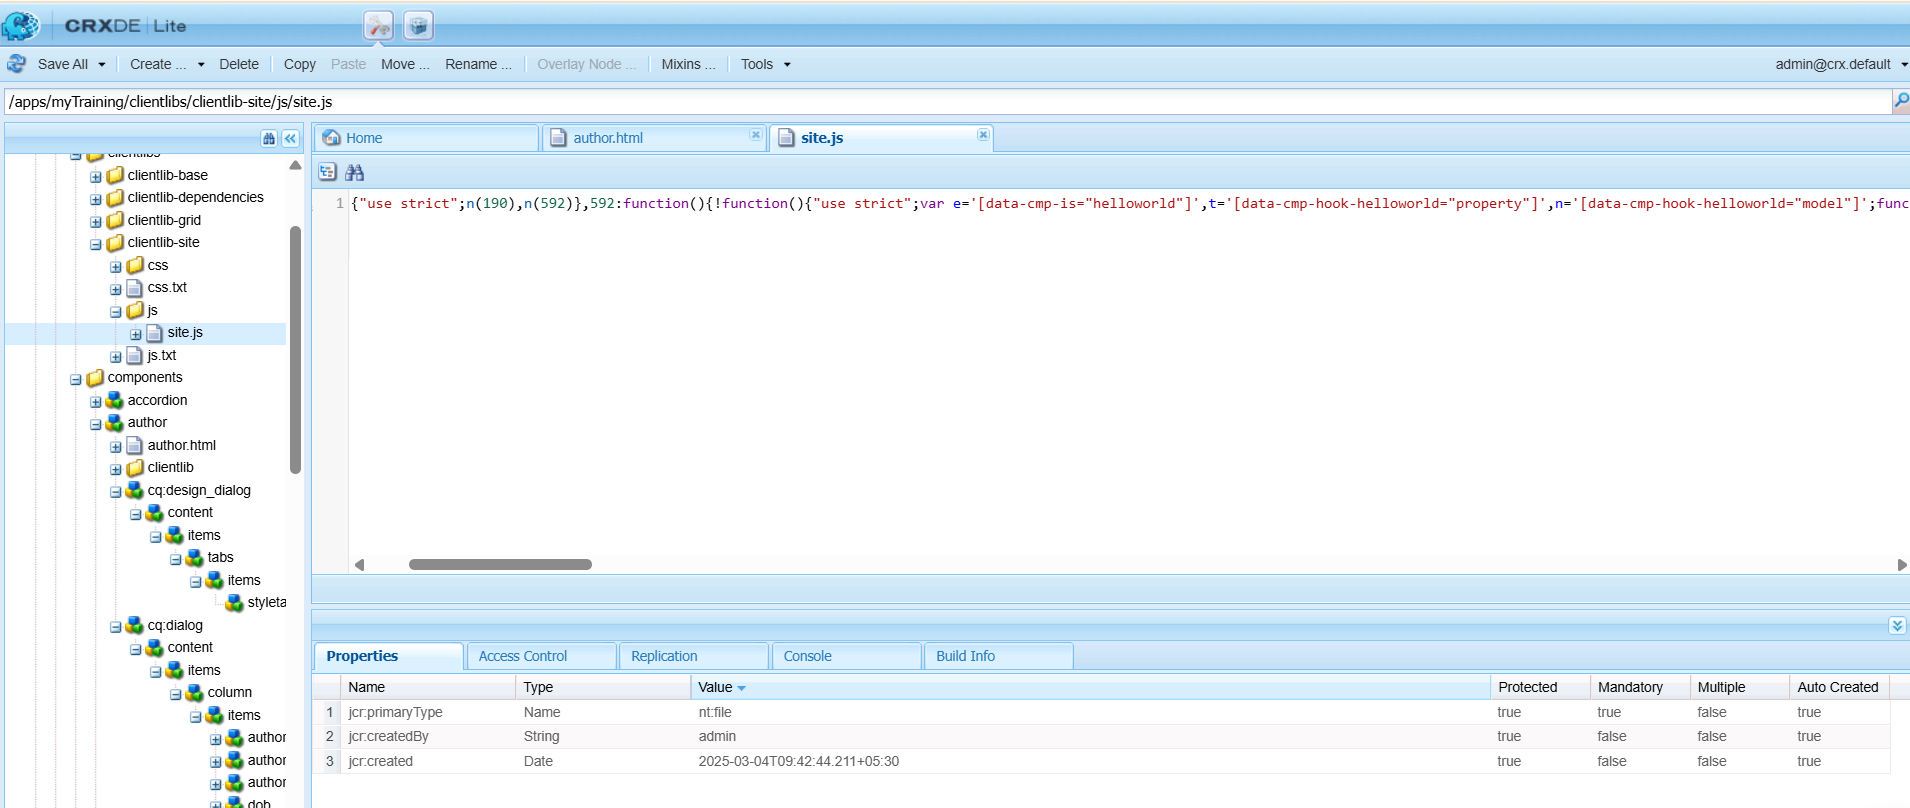 CRXDE | Lite
Save All Create ... Delete Copy Paste Move ... Rename ... Overlay Node ... Mixins ... Tools admin@crx.default
/apps/myTraining/clientlibs/clientlib-site/js/site.js
Home author.html site.js
clientlibs
clientlib-base
clientlib-dependencies
clientlib-grid
clientlib-site
css
css.txt
js
site.js
js.txt
components
accordion
author
author.html
clientlib
cq:design_dialog
content
items
tabs
items
styleta
cq:dialog
content
items
column
items
author
author
author
dob
1 {"use strict";n(190),n(592)},592:function(){!function(){"use strict";var e='[data-cmp-is="helloworld"]',t='[data-cmp-hook-helloworld="property"]',n='[data-cmp-hook-helloworld="model"]';func
Properties Access Control Replication Console Build Info
Name Type Value Protected Mandatory Multiple Auto Created
1 jcr:primaryType Name nt:file true true false true
2 jcr:createdBy String admin true false false true
3 jcr:created Date 2025-03-04T09:42:44.211+05:30 true false false true